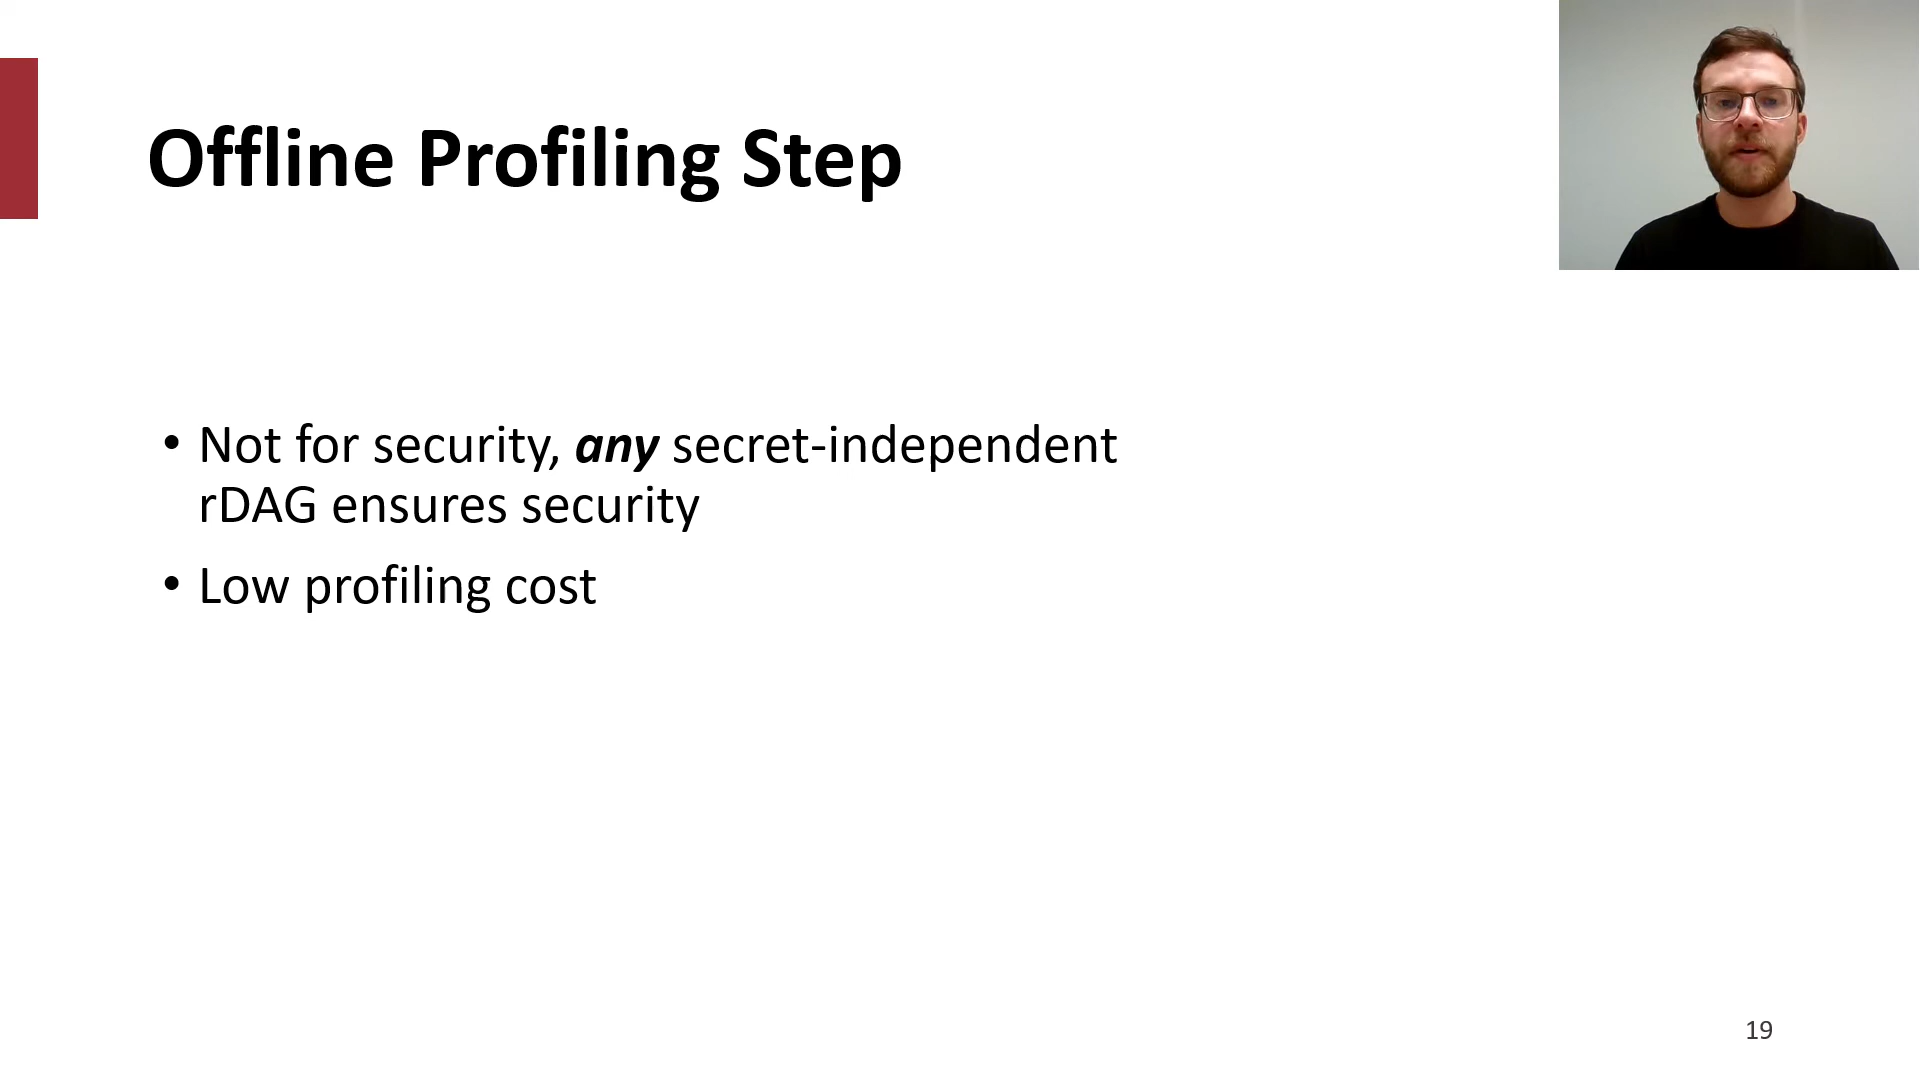 Offline Profiling Step
• Not for security, any secret-independent
rDAG ensures security
• Low profiling cost
19